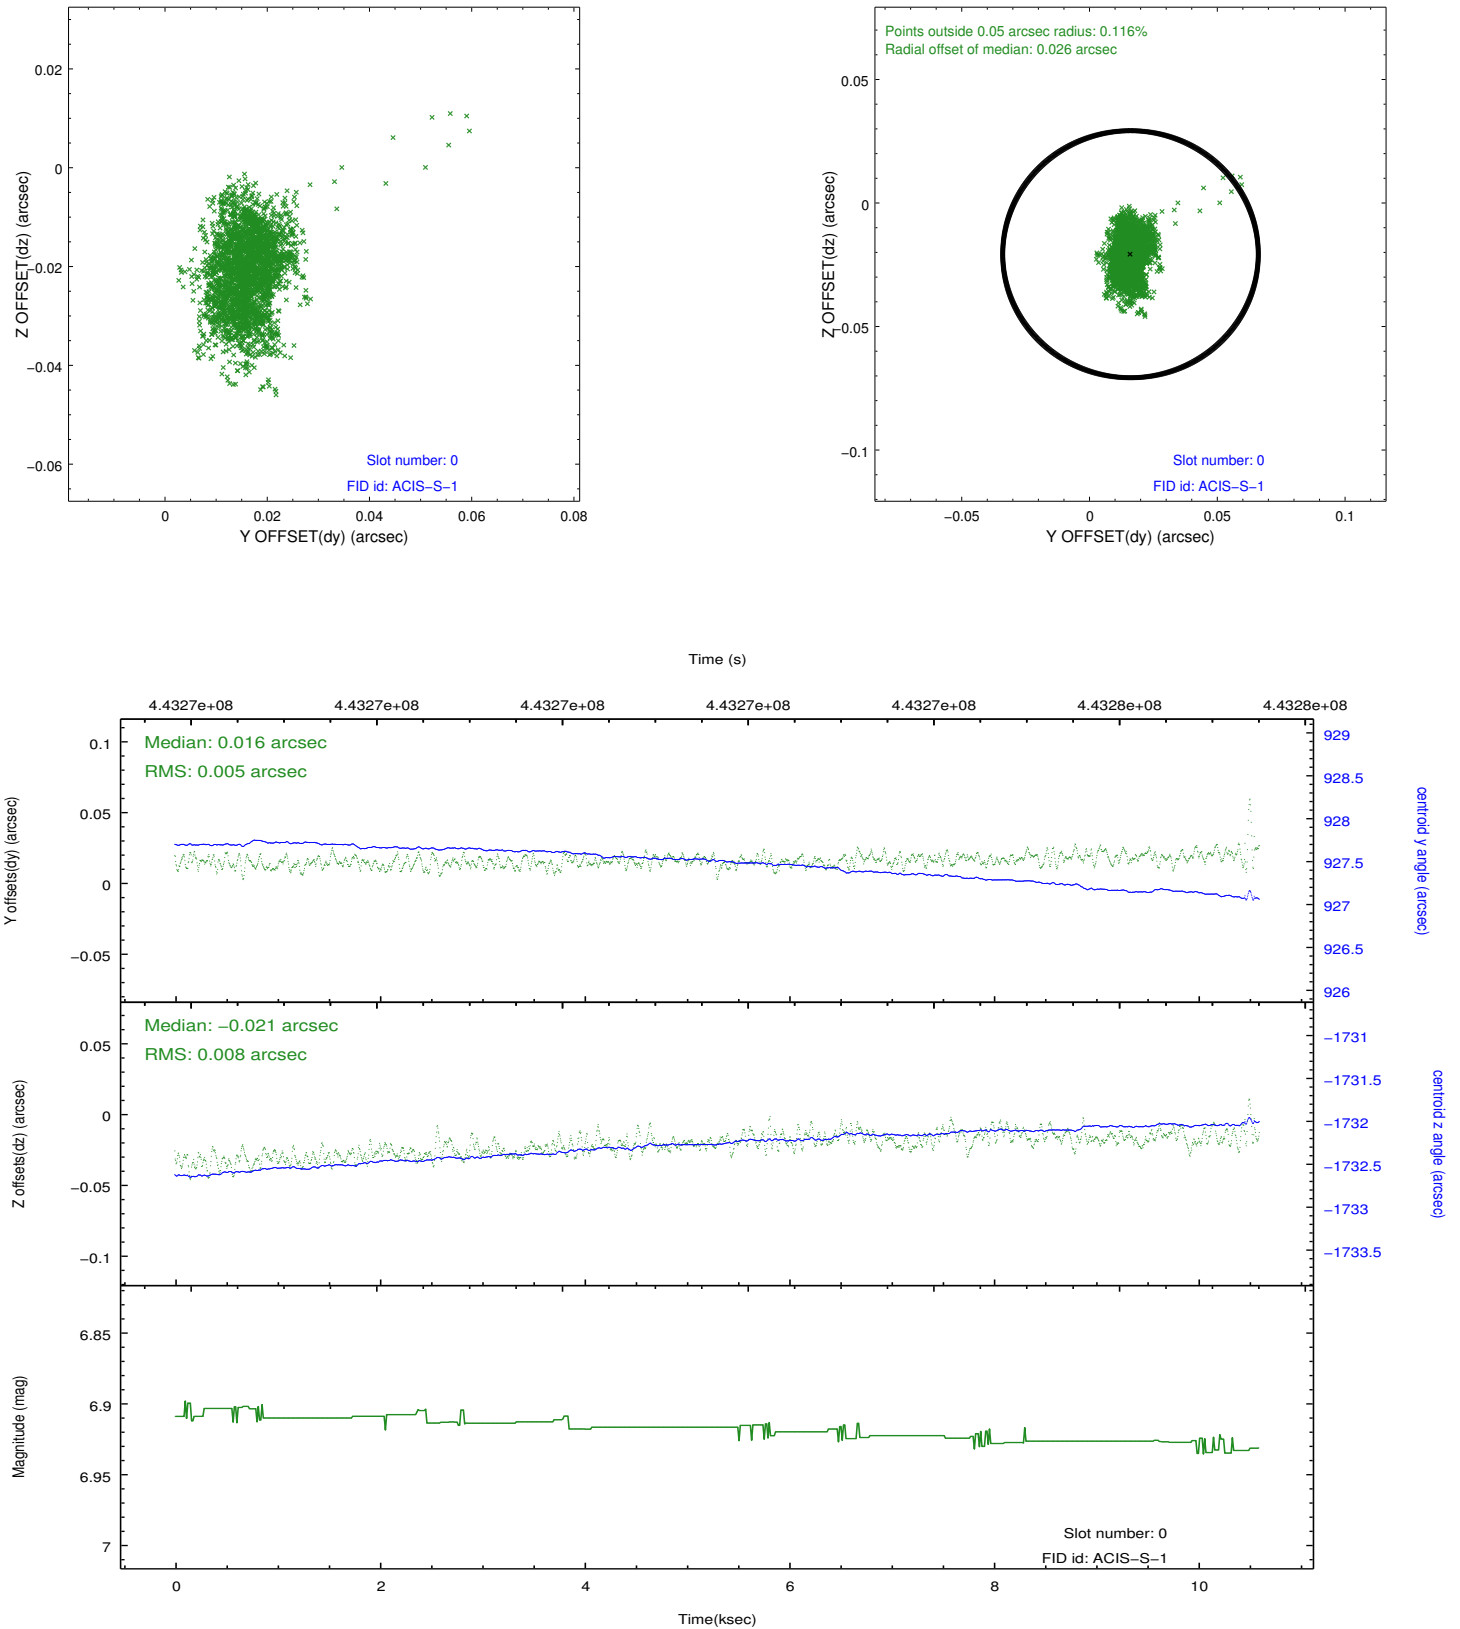 0.02
0
−0.02
−0.04
−0.06
Z OFFSET(dz) (arcsec)
Slot number: 0
FID id: ACIS−S−1
0 0.02 0.04 0.06 0.08
Y OFFSET(dy) (arcsec)
Points outside 0.05 arcsec radius: 0.116%
Radial offset of median: 0.026 arcsec
0.05
0
−0.05
−0.1
Z OFFSET(dz) (arcsec)
Slot number: 0
FID id: ACIS−S−1
−0.05 0 0.05 0.1
Y OFFSET(dy) (arcsec)
Time (s)
4.4327e+08 4.4327e+08 4.4327e+08 4.4327e+08 4.4327e+08 4.4328e+08 4.4328e+08
Median: 0.016 arcsec
RMS: 0.005 arcsec
0.1
0.05
0
−0.05
Y offsets(dy) (arcsec)
929
928.5
928
927.5
927
926.5
926
centroid y angle (arcsec)
Median: −0.021 arcsec
RMS: 0.008 arcsec
0.05
0
−0.05
−0.1
Z offsets(dz) (arcsec)
−1731
−1731.5
−1732
−1732.5
−1733
−1733.5
centroid z angle (arcsec)
6.85
6.9
6.95
7
Magnitude (mag)
Slot number: 0
FID id: ACIS−S−1
0 2 4 6 8 10
Time(ksec)